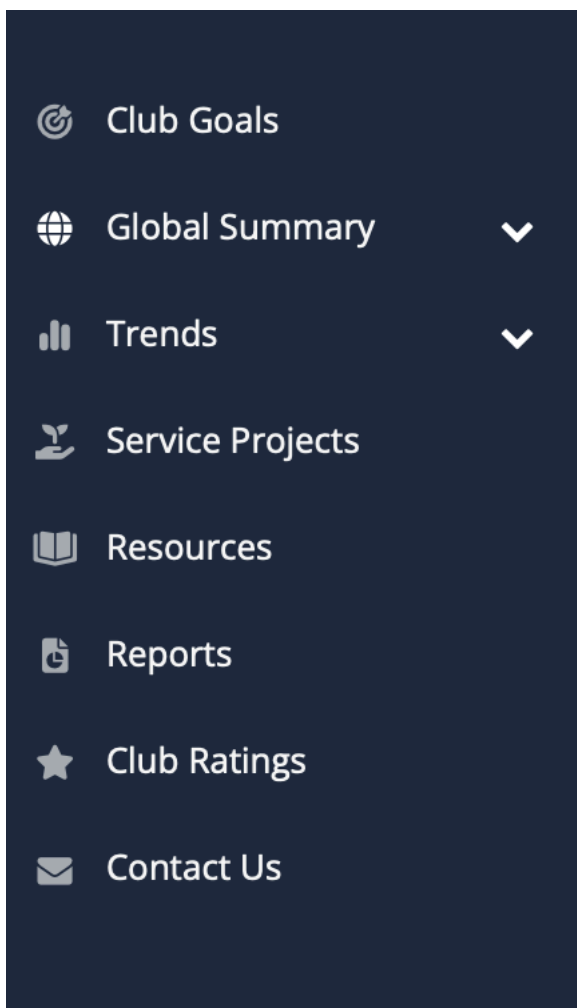 Club Goals
Global Summary
Trends
Service Projects
Resources
Reports
Club Ratings
Contact Us